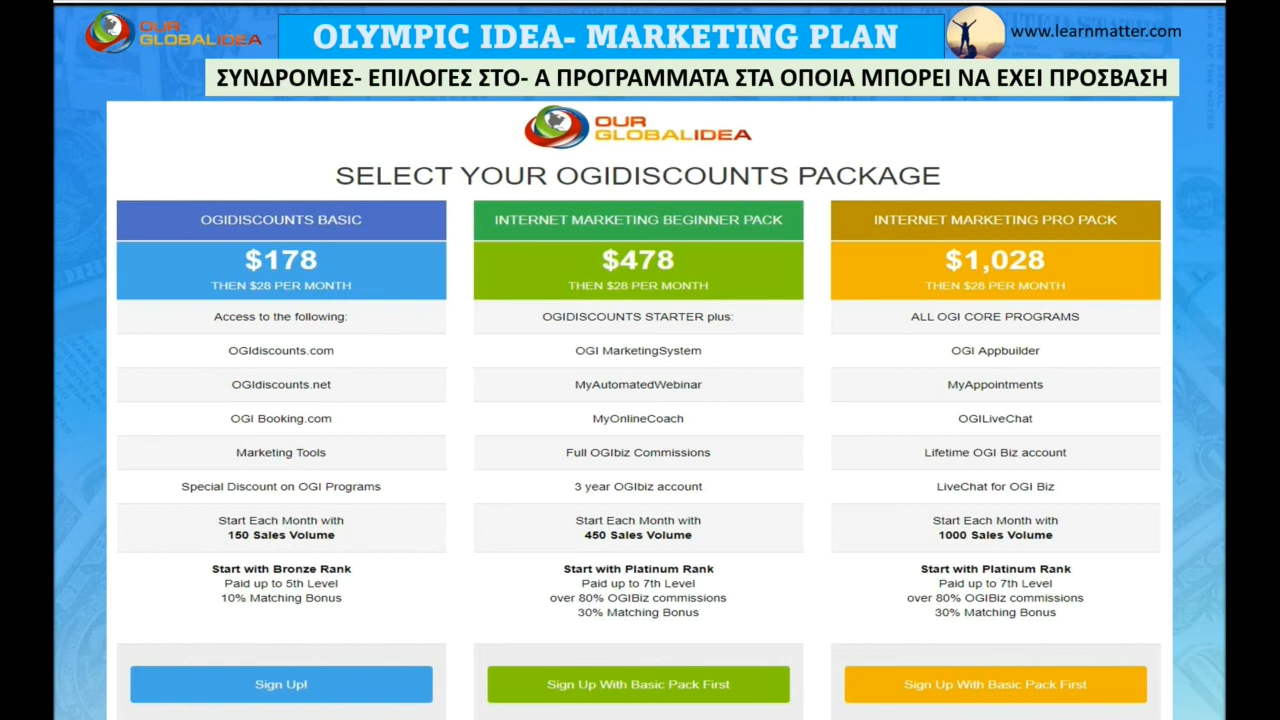 OUR
GLOBALIDEA
OLYMPIC IDEA- MARKETING PLAN
www.learnmatter.com
ΣΥΝΔΡΟΜΕΣ- ΕΠΙΛΟΓΕΣ ΣΤΟ- Α ΠΡΟΓΡΑΜΜΑΤΑ ΣΤΑ ΟΠΟΙΑ ΜΠΟΡΕΙ ΝΑ ΕΧΕΙ ΠΡΟΣΒΑΣΗ
OUR
GLOBALIDEA
SELECT YOUR OGIDISCOUNTS PACKAGE
OGIDISCOUNTS BASIC
$178
THEN $28 PER MONTH
Access to the following:
OGIdiscounts.com
OGIdiscounts.net
OGI Booking.com
Marketing Tools
Special Discount on OGI Programs
Start Each Month with
150 Sales Volume
Start with Bronze Rank
Paid up to 5th Level
10% Matching Bonus
Sign Up!
INTERNET MARKETING BEGINNER PACK
$478
THEN $28 PER MONTH
OGIDISCOUNTS STARTER plus:
OGI MarketingSystem
MyAutomatedWebinar
MyOnlineCoach
Full OGIbiz Commissions
3 year OGIbiz account
Start Each Month with
450 Sales Volume
Start with Platinum Rank
Paid up to 7th Level
over 80% OGIBiz commissions
30% Matching Bonus
Sign Up With Basic Pack First
INTERNET MARKETING PRO PACK
$1,028
THEN $28 PER MONTH
ALL OGI CORE PROGRAMS
OGI Appbuilder
MyAppointments
OGILiveChat
Lifetime OGI Biz account
LiveChat for OGI Biz
Start Each Month with
1000 Sales Volume
Start with Platinum Rank
Paid up to 7th Level
over 80% OGIBiz commissions
30% Matching Bonus
Sign Up With Basic Pack First